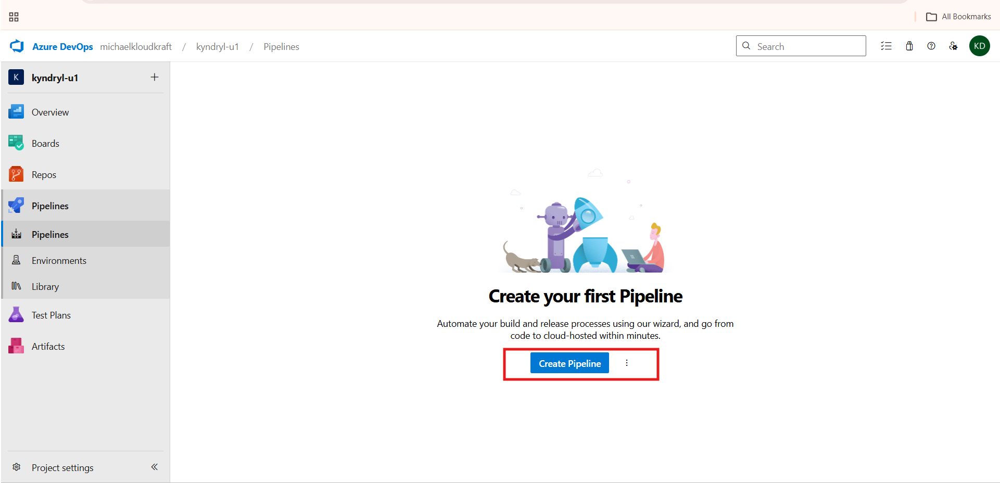 All Bookmarks
Azure DevOps michaelkloudkraft / kyndryl-u1 / Pipelines
Search
KD
K kyndryl-u1
Overview
Boards
Repos
Pipelines
Pipelines
Environments
Library
Test Plans
Artifacts
Project settings
Create your first Pipeline
Automate your build and release processes using our wizard, and go from
code to cloud-hosted within minutes.
Create Pipeline